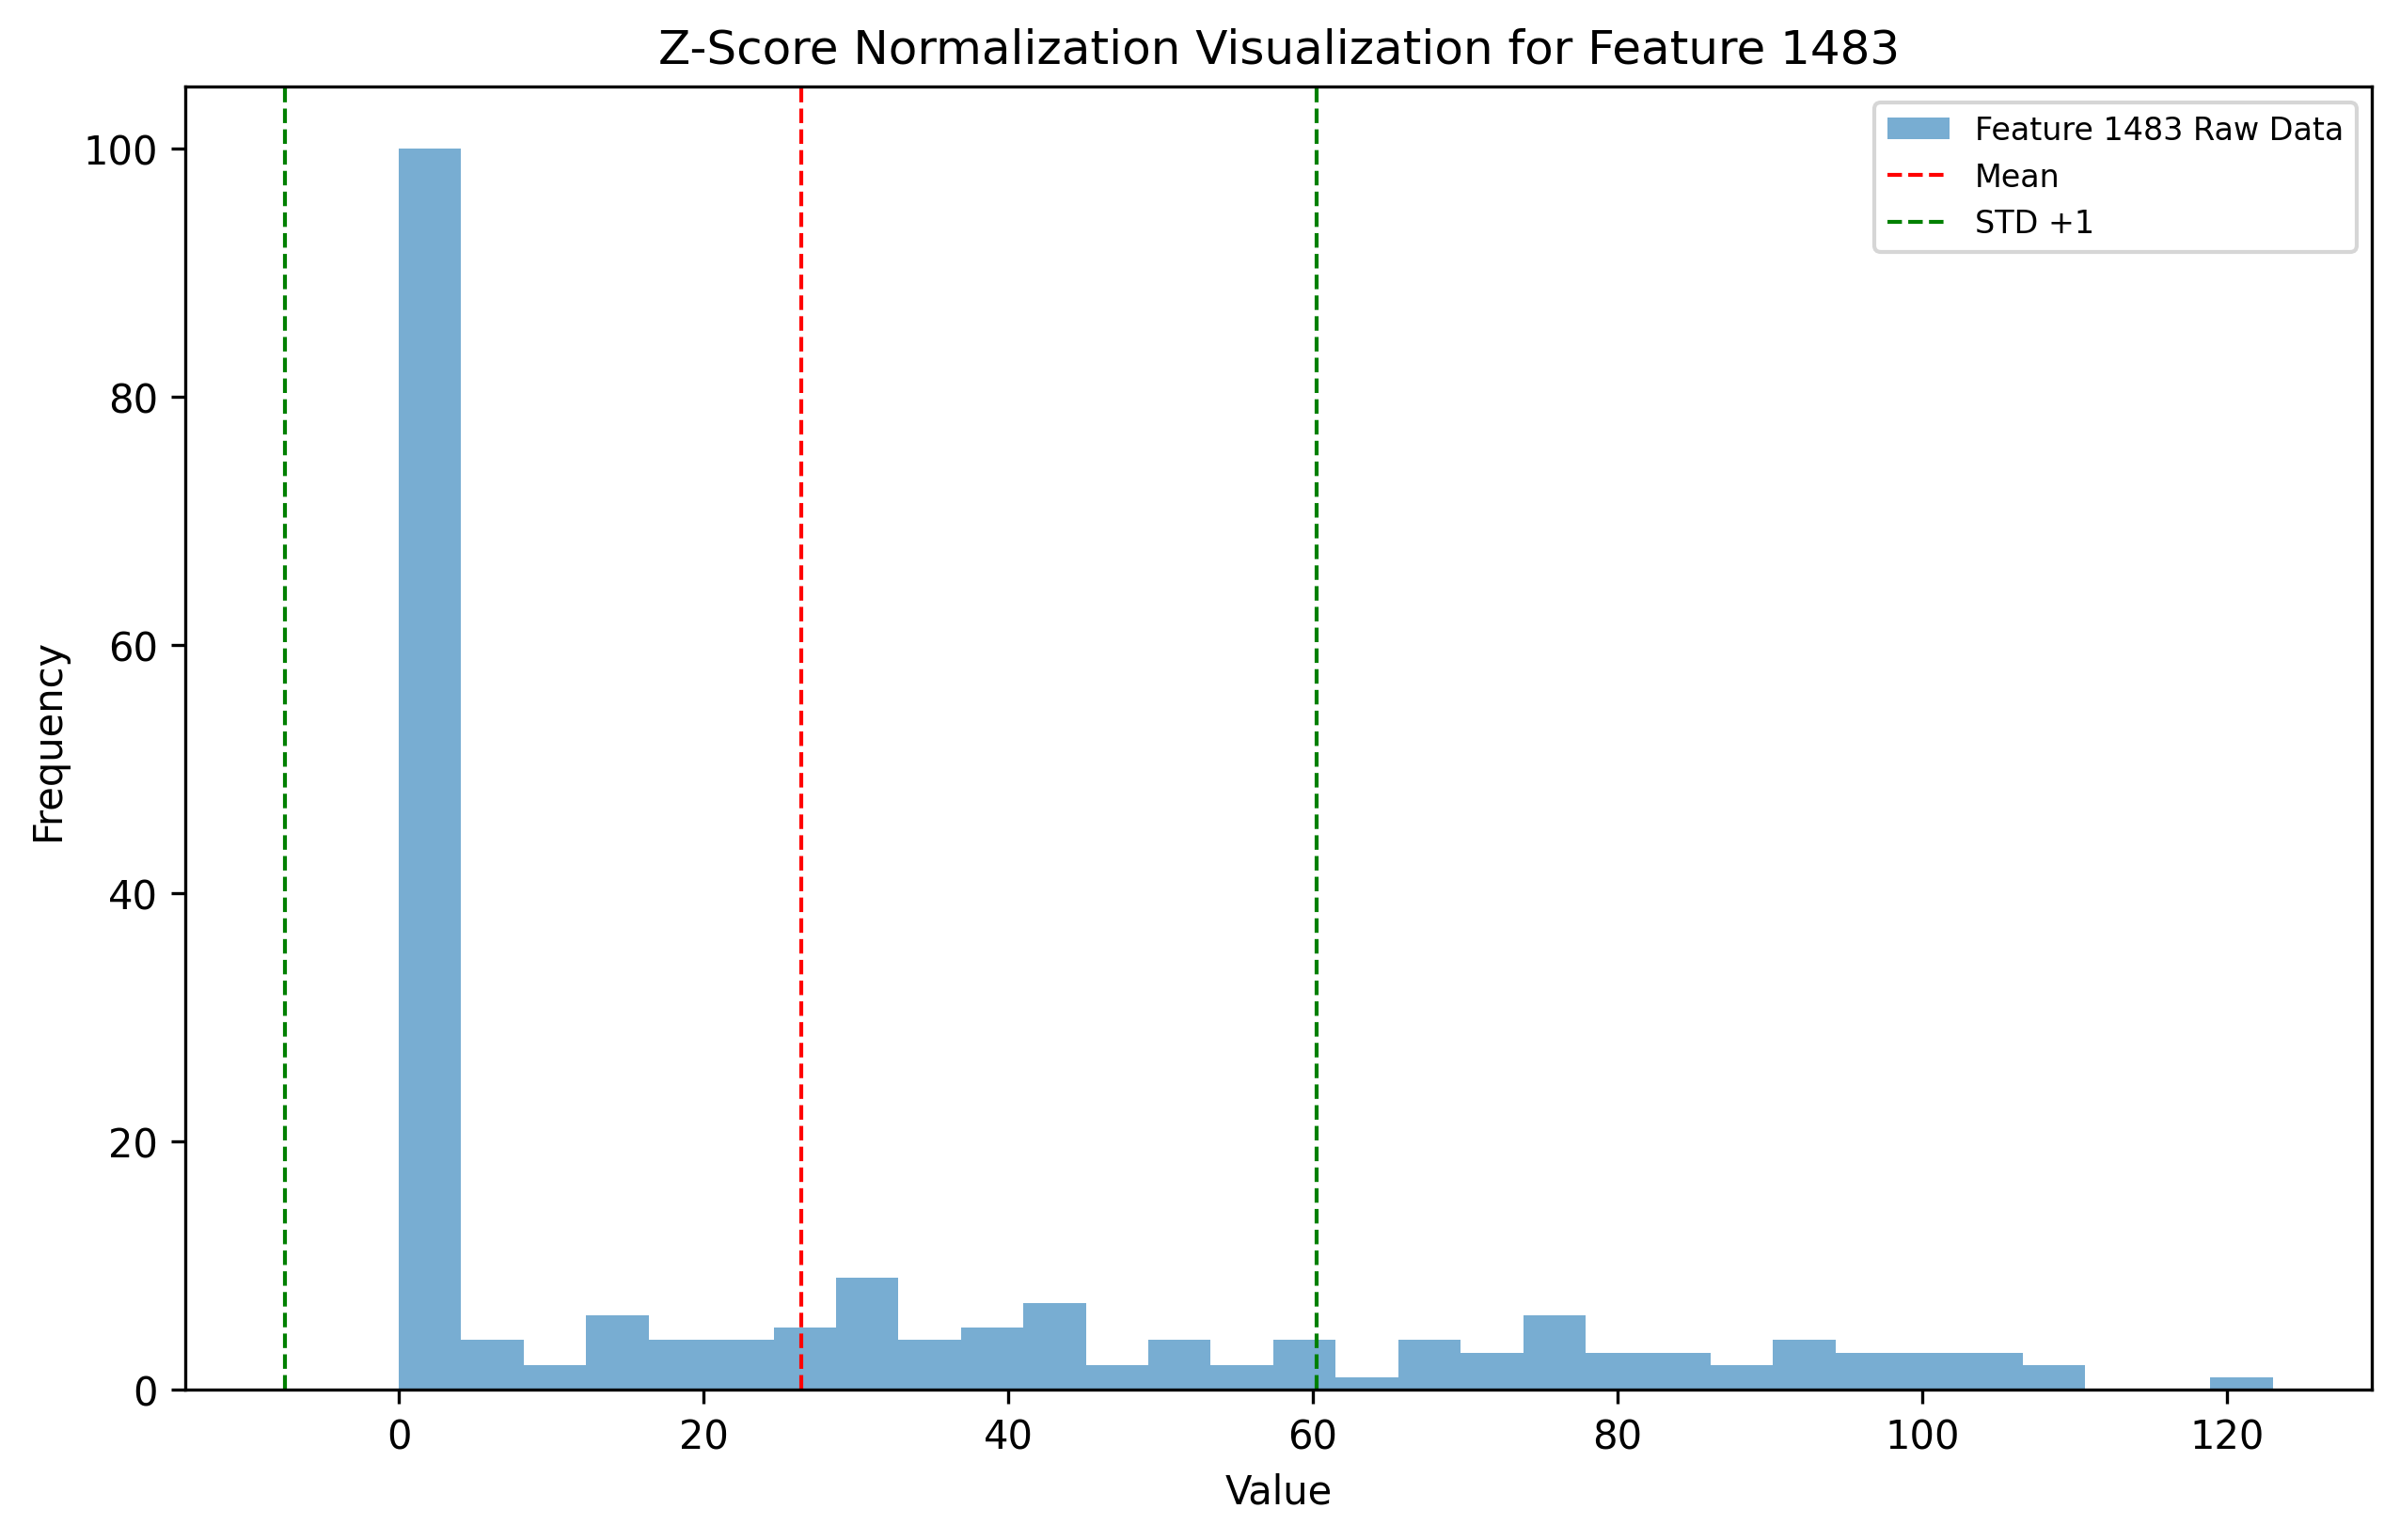 Z-Score Normalization Visualization for Feature 1483
Feature 1483 Raw Data
Mean
STD +1
Frequency
100
80
60
40
20
0
0 20 40 60 80 100 120
Value